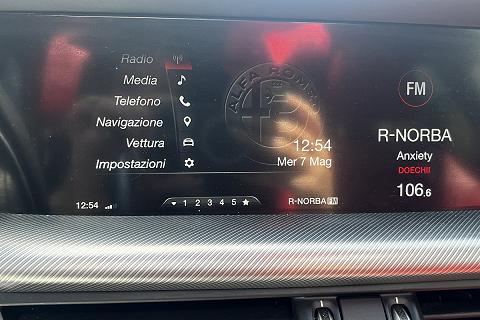 Radio
Media
Telefono
Navigazione
Vettura
Impostazioni
ALFA ROMEO
12:54
Mer 7 Mag
FM
R-NORBA
Anxiety
DOECHII
106.6
12:54
1 2 3 4 5
R-NORBA FM